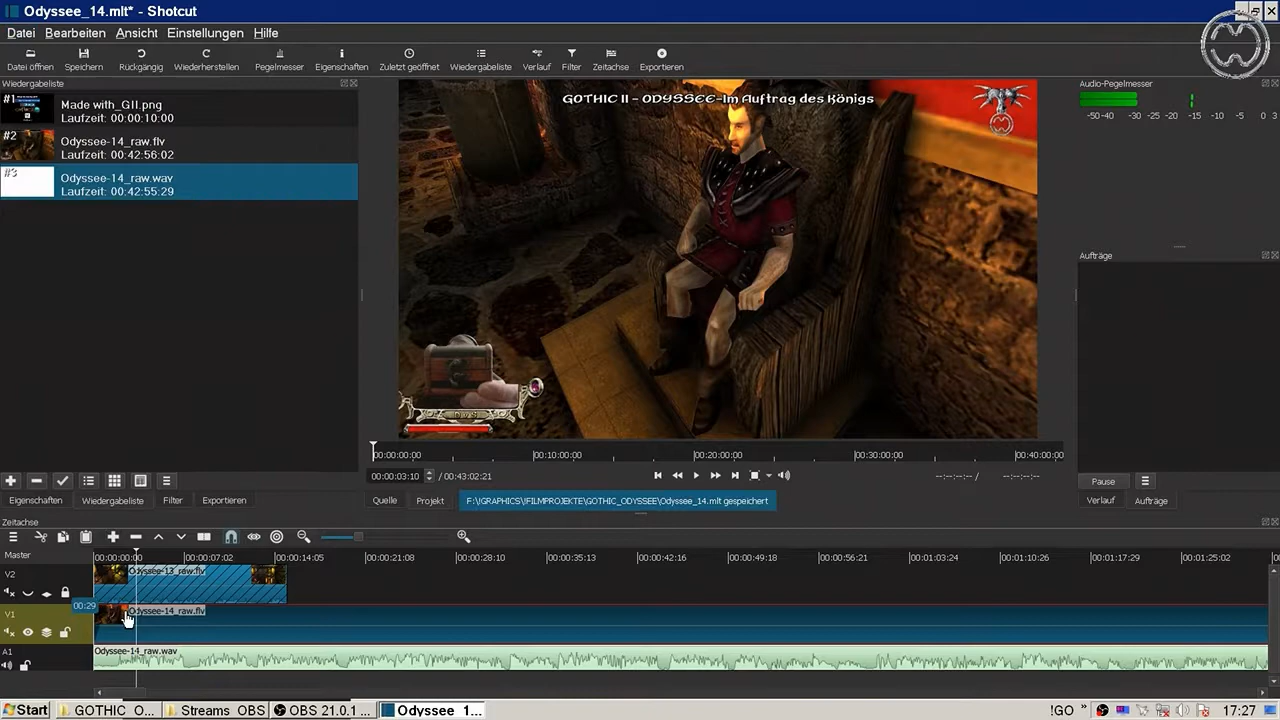 Odyssee_14.mlt* - Shotcut
Datei Bearbeiten Ansicht Einstellungen Hilfe
Datei öffnen Speichern Rückgängig Wiederherstellen Pegelmesser Eigenschaften Zuletzt geöffnet Wiedergabeliste Verlauf Filter Zeitachse Exportieren
Wiedergabeliste
Audio-Pegelmesser
#1 Made with_GII.png
Laufzeit: 00:00:10:00
#2 Odyssee-14_raw.flv
Laufzeit: 00:42:56:02
#3 Odyssee-14_raw.wav
Laufzeit: 00:42:55:29
GOTHIC II - ODYSSEE-Im Auftrag des Königs
-50 -40 -30 -25 -20 -15 -10 -5 0 3
Aufträge
00:00:00:00 00:10:00:00 00:20:00:00 00:30:00:00 00:40:00:00
00:00:03:10 / 00:43:02:21 --:--:--:-- / --:--:--:--
Pause
Eigenschaften Wiedergabeliste Filter Exportieren
Quelle Projekt F:\GRAPHICS\!FILMPROJEKTE\GOTHIC_ODYSSEE\Odyssee_14.mlt gespeichert
Verlauf Aufträge
Zeitachse
Master 00:00:00:00 00:00:07:02 00:00:14:05 00:00:21:08 00:00:28:10 00:00:35:13 00:00:42:16 00:00:49:18 00:00:56:21 00:01:03:24 00:01:10:26 00:01:17:29 00:01:25:02
V2 Odyssee-13_raw.flv
00:29
V1 Odyssee-14_raw.flv
A1 Odyssee-14_raw.wav
Start GOTHIC O... Streams OBS OBS 21.0.1 ... Odyssee 1... !GO » 17:27